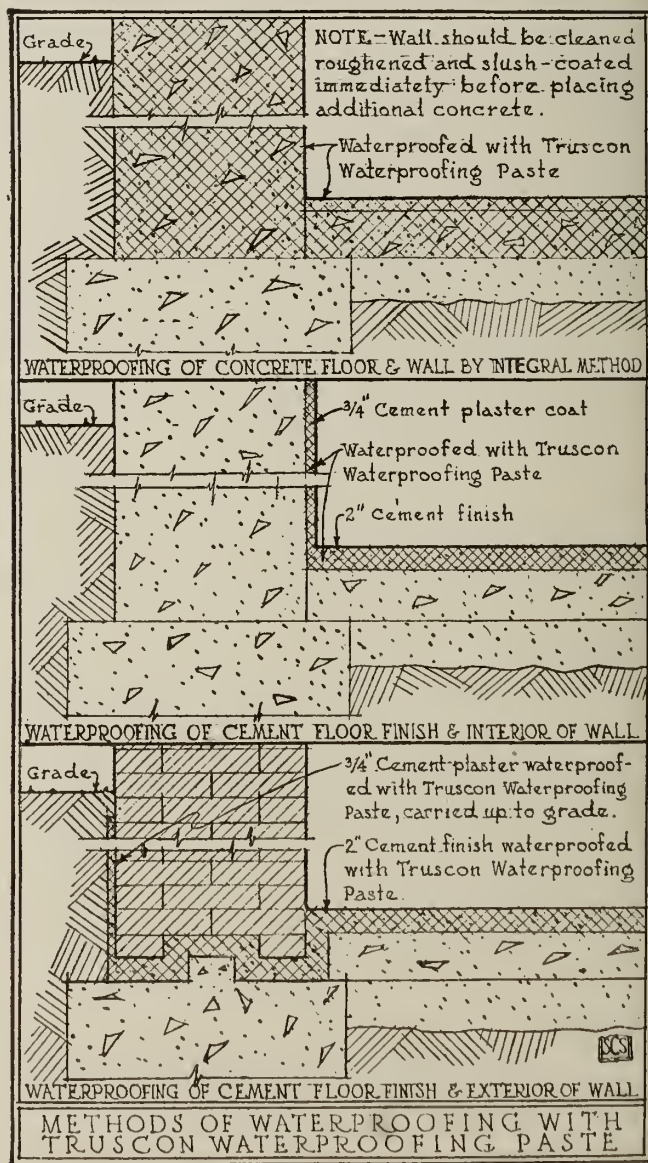 Grade
NOTE-Wall should be cleaned
roughened and slush-coated
immediately before placing
additional concrete.
Waterproofed with Truscon
Waterproofing Paste
WATERPROOFING OF CONCRETE FLOOR & WALL BY INTEGRAL METHOD
Grade
3/4" Cement plaster coat
Waterproofed with Truscon
Waterproofing Paste
2" Cement finish
WATERPROOFING OF CEMENT FLOOR FINISH & INTERIOR OF WALL
Grade
3/4" Cement plaster waterproof-
ed with Truscon Waterproofing
Paste, carried up to grade.
2" Cement finish waterproofed
with Truscon Waterproofing
Paste.
SCS
WATERPROOFING OF CEMENT FLOOR FINISH & EXTERIOR OF WALL
METHODS OF WATERPROOFING WITH
TRUSCON WATERPROOFING PASTE